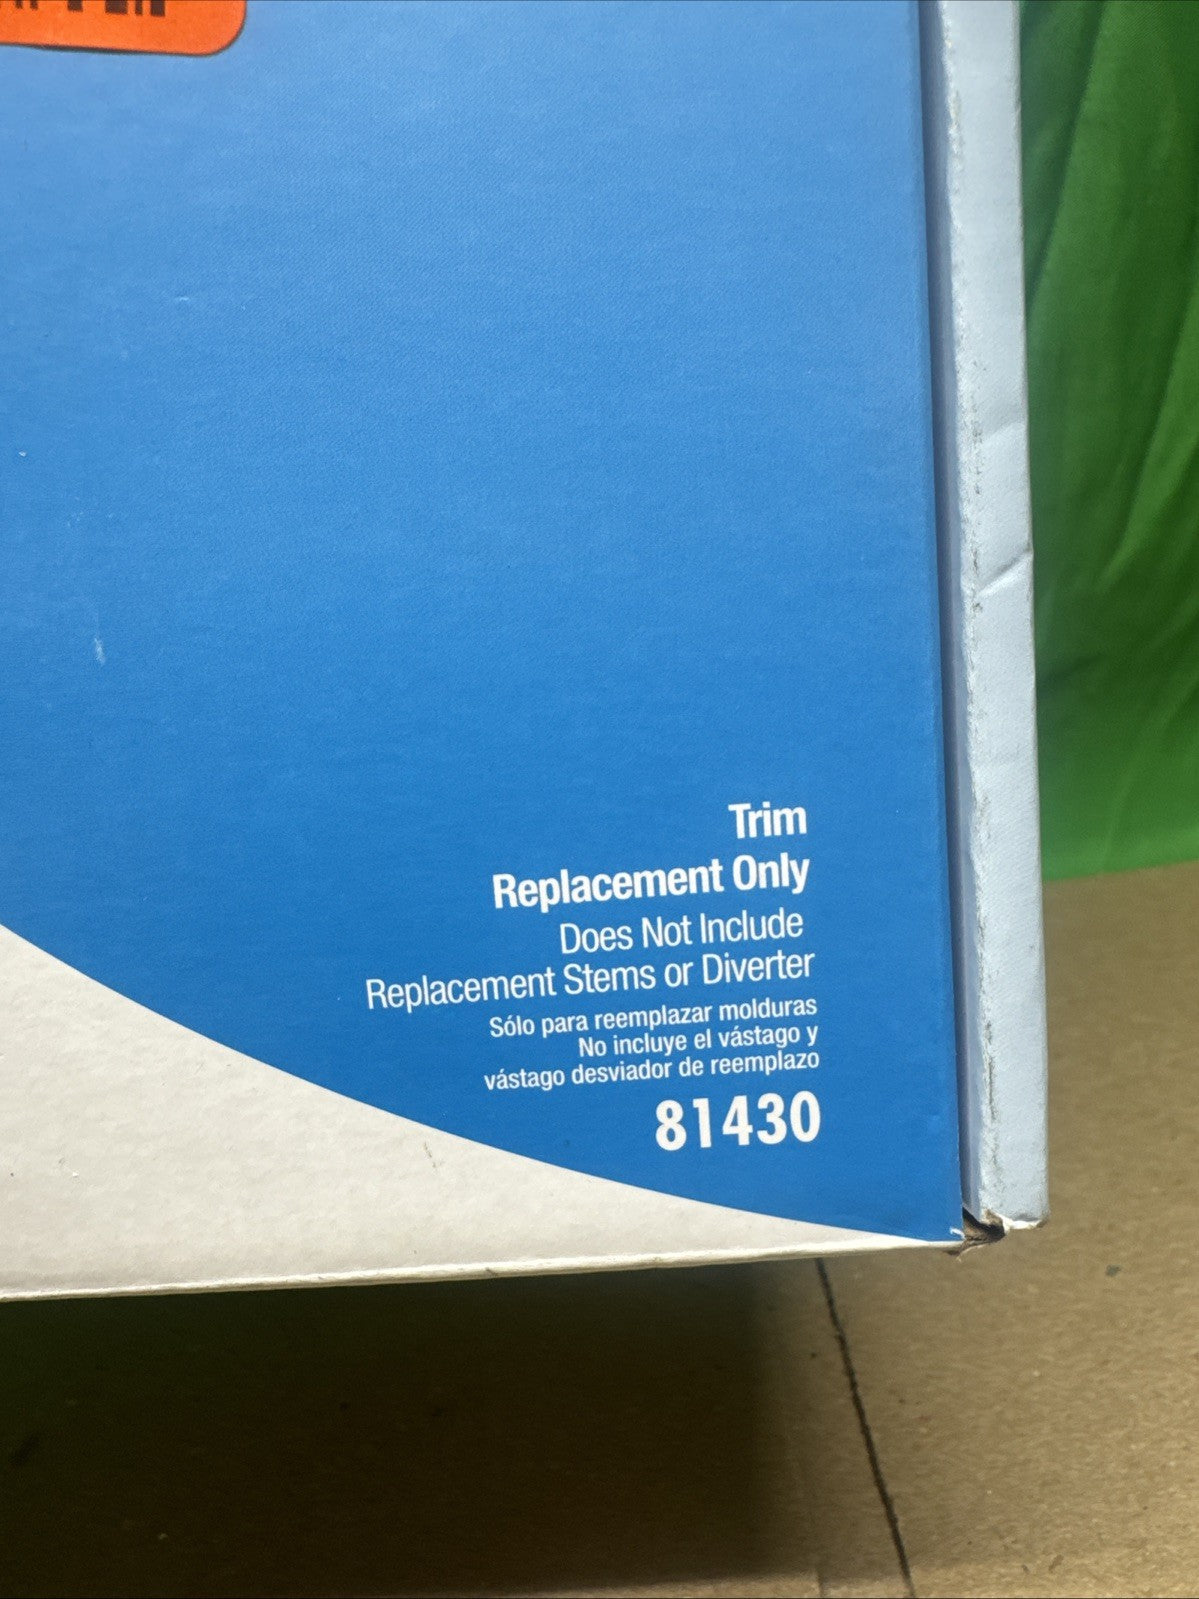 Trim
Replacement Only
Does Not Include
Replacement Stems or Diverter
Sólo para reemplazar molduras
No incluye el vástago y
vástago desviador de reemplazo
81430